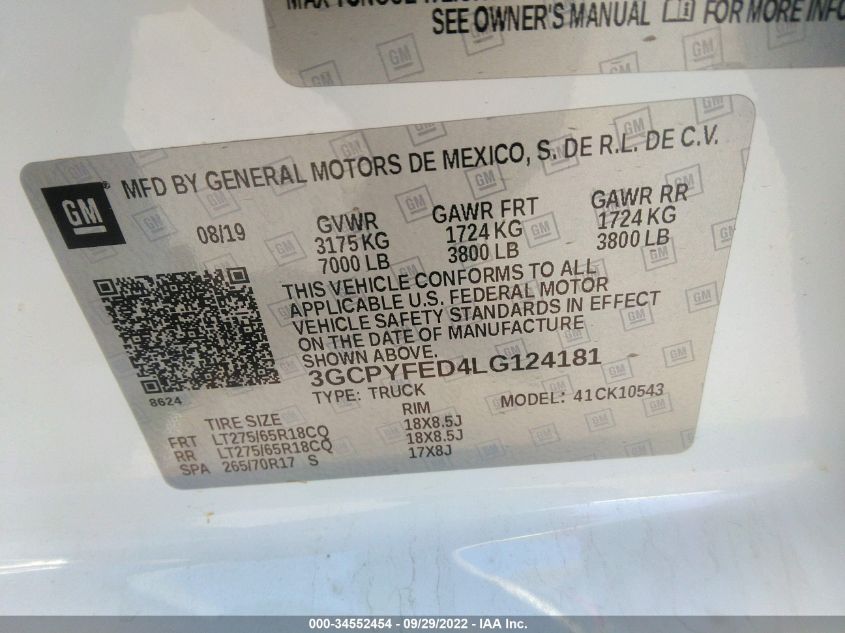 SEE OWNER'S MANUAL FOR MORE INFO
GM
MFD BY GENERAL MOTORS DE MEXICO, S. DE R.L. DE C.V.
08/19 GVWR GAWR FRT GAWR RR
3175 KG 1724 KG 1724 KG
7000 LB 3800 LB 3800 LB
THIS VEHICLE CONFORMS TO ALL
APPLICABLE U.S. FEDERAL MOTOR
VEHICLE SAFETY STANDARDS IN EFFECT
ON THE DATE OF MANUFACTURE
SHOWN ABOVE.
3GCPYFED4LG124181
8624
TYPE: TRUCK MODEL: 41CK10543
TIRE SIZE RIM
FRT LT275/65R18CQ 18X8.5J
RR LT275/65R18CQ 18X8.5J
SPA 265/70R17 S 17X8J
000-34552454 - 09/29/2022 - IAA Inc.